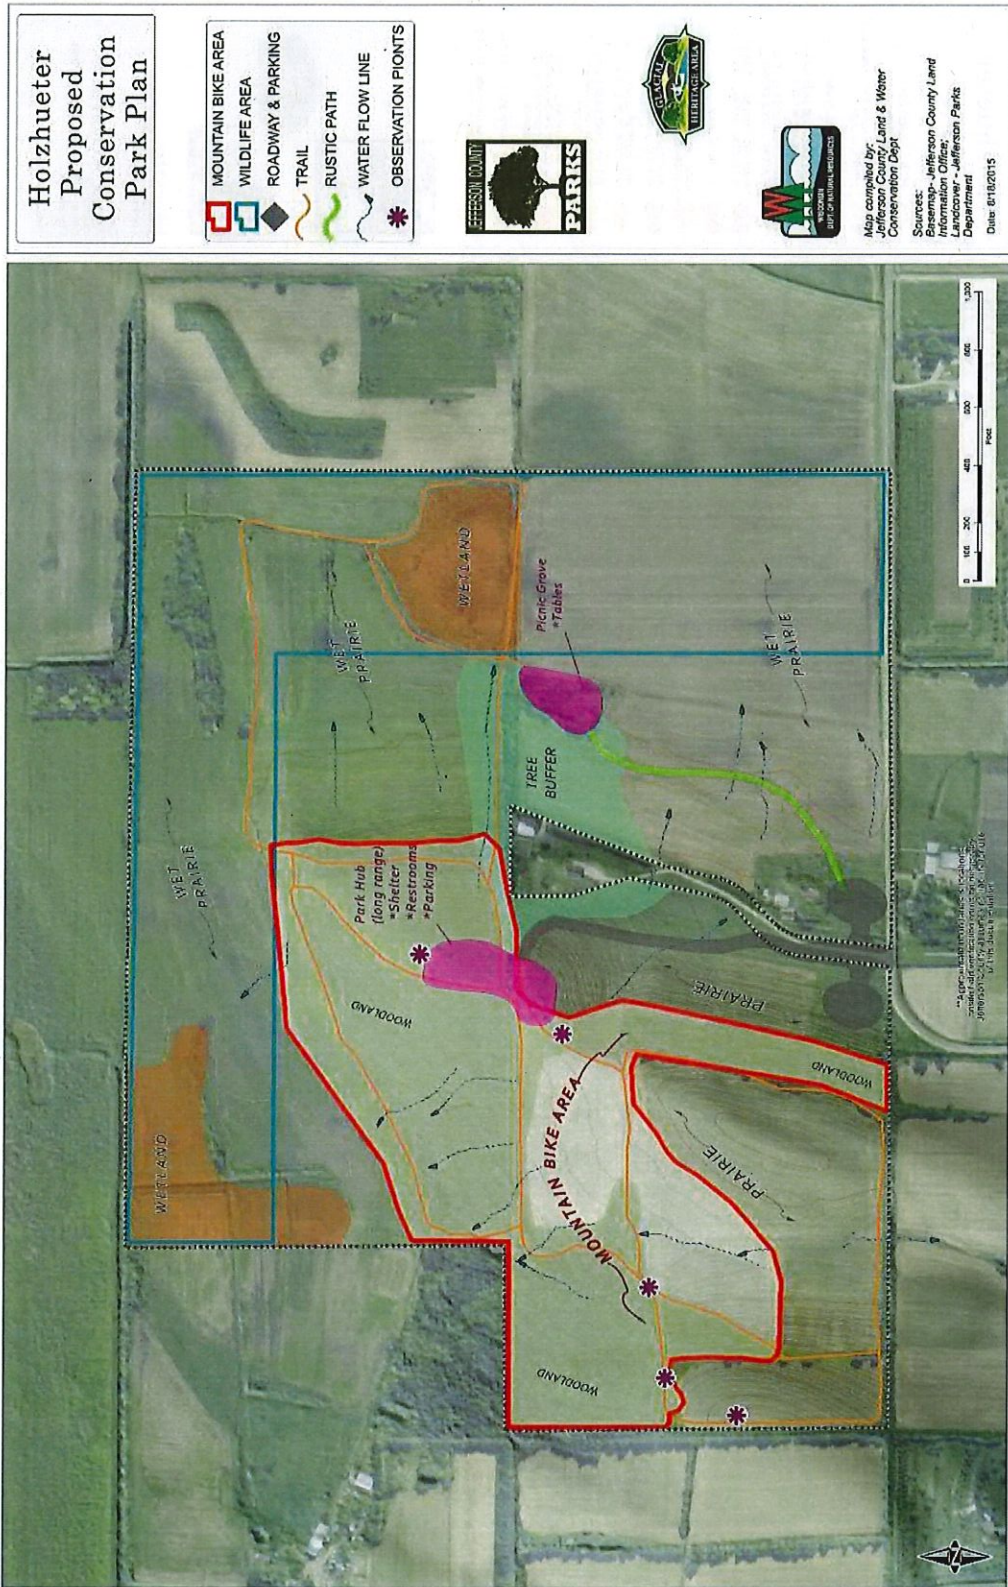 Holzhueter
Proposed
Conservation
Park Plan
MOUNTAIN BIKE AREA
WILDLIFE AREA
ROADWAY & PARKING
TRAIL
RUSTIC PATH
WATER FLOW LINE
OBSERVATION PIONTS
JEFFERSON COUNTY
PARKS
GLACIAL
HERITAGE AREA
W
WISCONSIN
DEPT. OF NATURAL RESOURCES
Map compiled by:
Jefferson County Land & Water
Conservation Dept
Sources:
Basemap-Jefferson County Land
Information Office;
Landcover - Jefferson Parks
Department
WETLAND
WET
PRAIRIE
WET
PRAIRIE
WETLAND
Park Hub
(long range)
*Shelter
*Restrooms
*Parking
WOODLAND
TREE
BUFFER
Picnic Grove
*Tables
WET
PRAIRIE
PRAIRIE
WOODLAND
MOUNTAIN BIKE AREA
PRAIRIE
WOODLAND
0
100
200
400
600
800
1,000
Feet
N